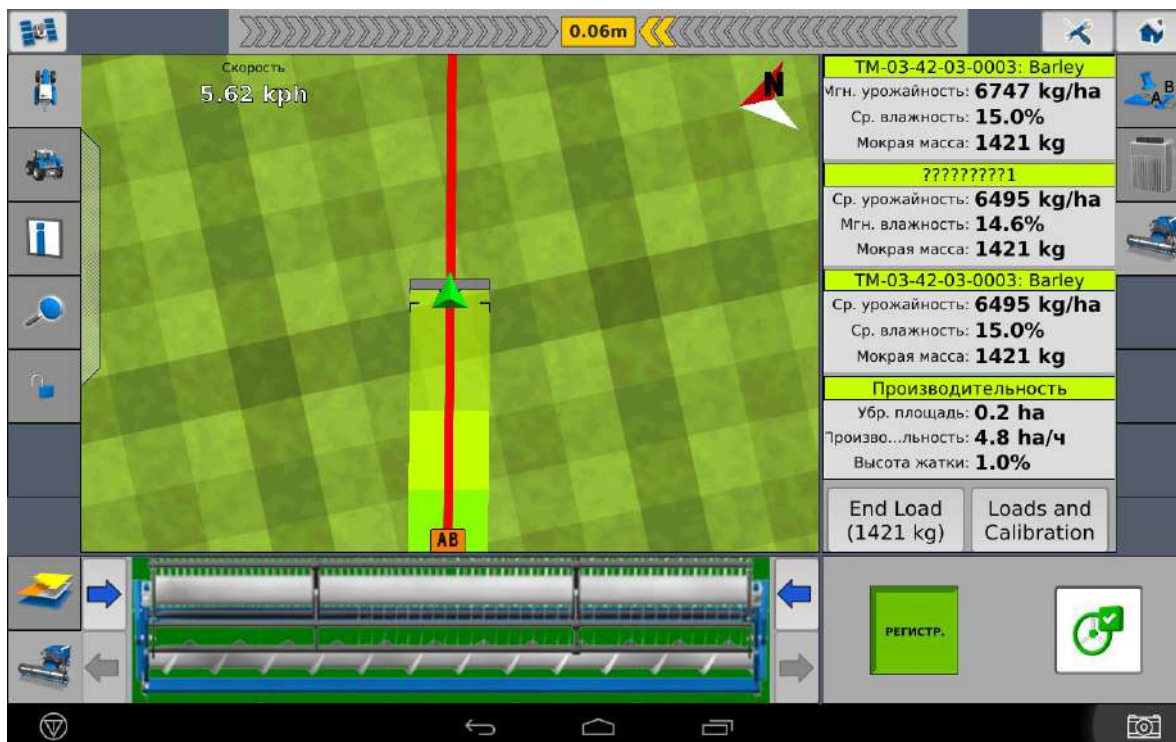 0.06m
Скорость
5.62 kph
N
TM-03-42-03-0003: Barley
Мгн. урожайность: 6747 kg/ha
Ср. влажность: 15.0%
Мокрая масса: 1421 kg
?????????1
Ср. урожайность: 6495 kg/ha
Мгн. влажность: 14.6%
Мокрая масса: 1421 kg
TM-03-42-03-0003: Barley
Ср. урожайность: 6495 kg/ha
Ср. влажность: 15.0%
Мокрая масса: 1421 kg
Производительность
Убр. площадь: 0.2 ha
Произво...льность: 4.8 ha/ч
Высота жатки: 1.0%
End Load
(1421 kg)
Loads and
Calibration
A B
AB
РЕГИСТР.